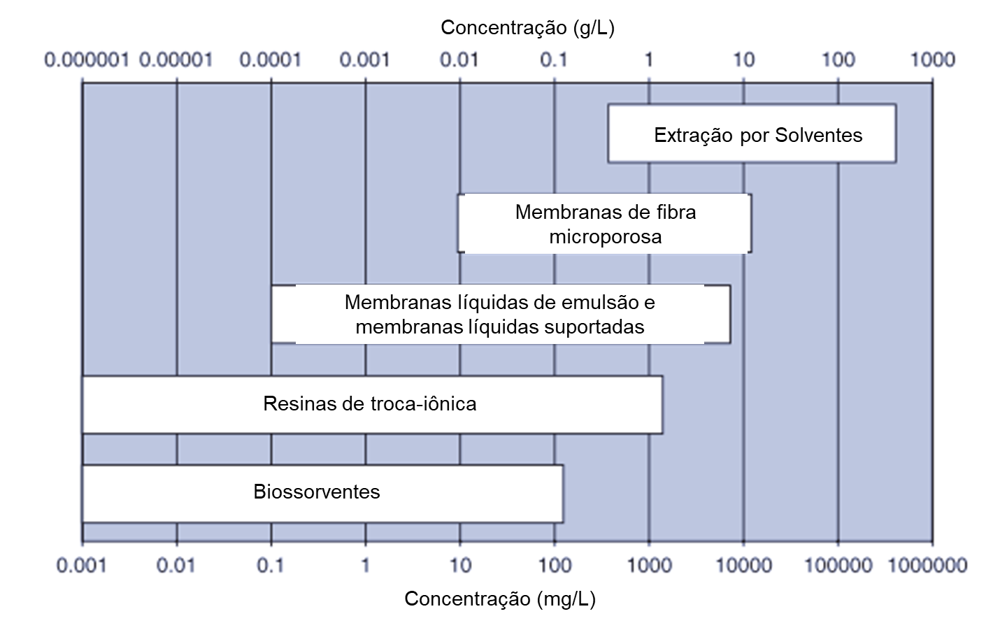 Concentração (g/L)
0.000001 0.00001 0.0001 0.001 0.01 0.1 1 10 100 1000
Extração por Solventes
Membranas de fibra
microporosa
Membranas líquidas de emulsão e
membranas líquidas suportadas
Resinas de troca-iônica
Biossorventes
0.001 0.01 0.1 1 10 100 1000 10000 100000 1000000
Concentração (mg/L)